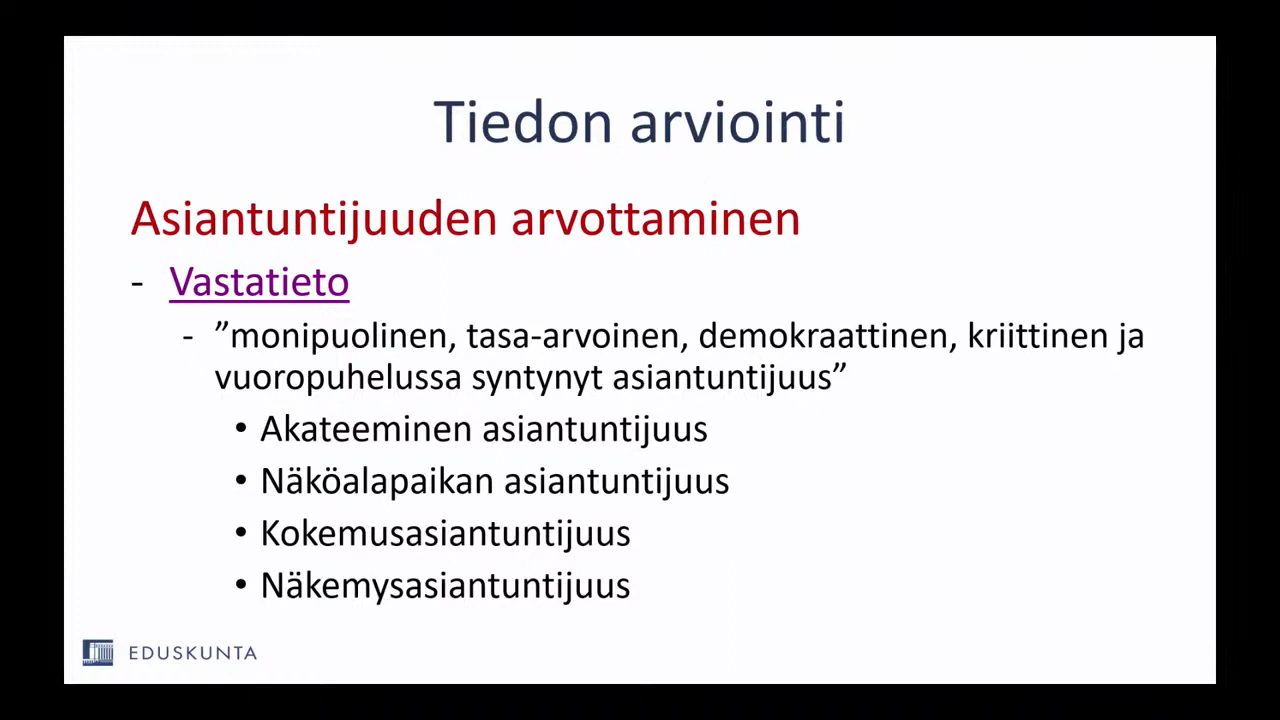 Tiedon arviointi
Asiantuntijuuden arvottaminen
- Vastatieto
- ”monipuolinen, tasa-arvoinen, demokraattinen, kriittinen ja
vuoropuhelussa syntynyt asiantuntijuus”
• Akateeminen asiantuntijuus
• Näköalapaikan asiantuntijuus
• Kokemusasiantuntijuus
• Näkemysasiantuntijuus
EDUSKUNTA